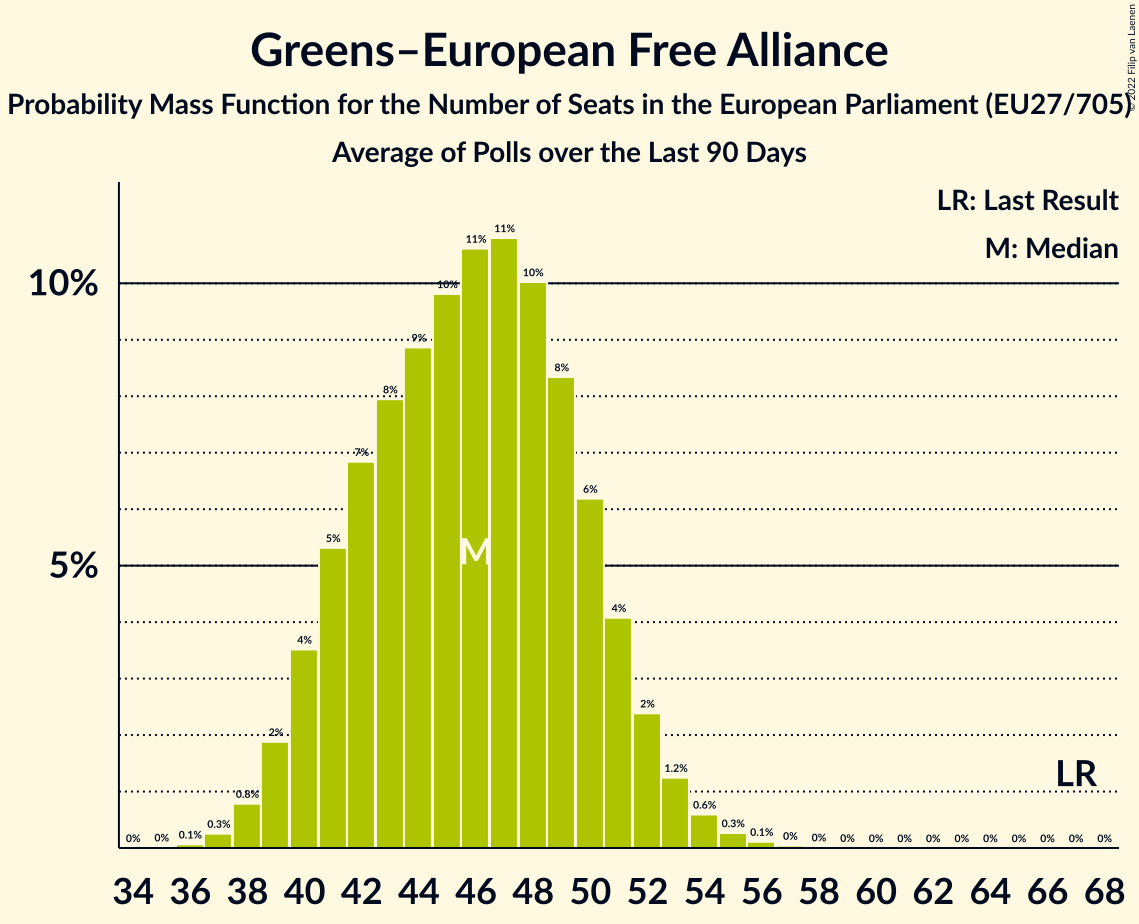 Greens–European Free Alliance
Probability Mass Function for the Number of Seats in the European Parliament (EU27/705)
Average of Polls over the Last 90 Days
© 2022 Filip van Laenen
LR: Last Result
M: Median
10%
5%
0% 0% 0.1% 0.3% 0.8% 2% 4% 5% 7% 8% 9% 10% 11% 11% 10% 8% 6% 4% 2% 1.2% 0.6% 0.3% 0.1% 0% 0% 0% 0% 0% 0% 0% 0% 0% 0% 0% 0%
M
LR
34 36 38 40 42 44 46 48 50 52 54 56 58 60 62 64 66 68